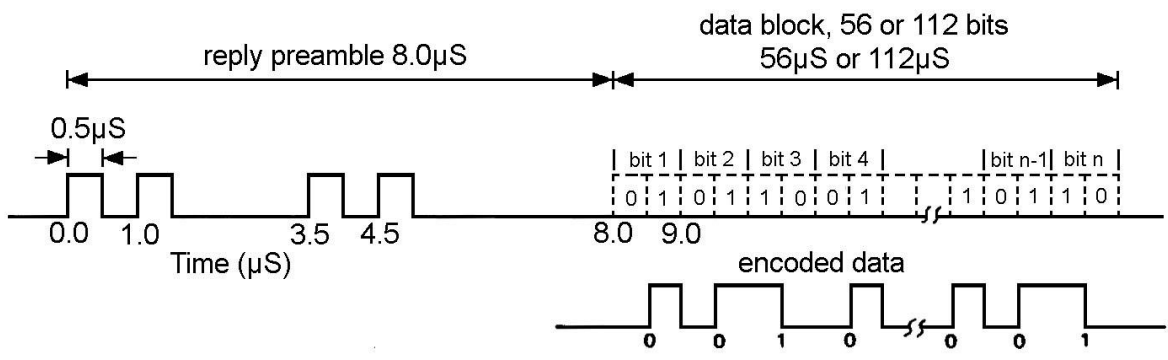 data block, 56 or 112 bits
reply preamble 8.0µS
56µS or 112µS
0.5µS
bit 1 bit 2 bit 3 bit 4 bit n-1 bit n
0 1 0 1 1 0 0 1 1 0 1 1 0
0.0 1.0 3.5 4.5 8.0 9.0
Time (µS)
encoded data
0 0 1 0 0 0 1